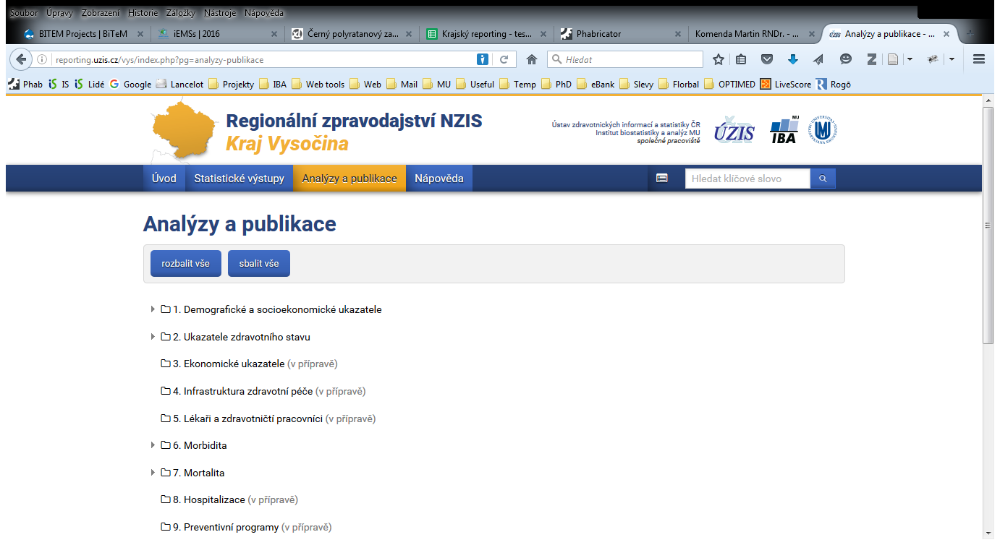 Soubor Úpravy Zobrazení Historie Záložky Nástroje Nápověda
BITEM Projects | BiTeM iEMSs | 2016 Černý polyratanový za... Krajský reporting - tes... Phabricator Komenda Martin RNDr. - ... Analýzy a publikace - ...
reporting.uzis.cz/vys/index.php?pg=analyzy-publikace Hledat
Phab IS Lidé Google Lancelot Projekty IBA Web tools Web Mail MU Useful Temp PhD eBank Slevy Florbal OPTIMED LiveScore Rogō
Regionální zpravodajství NZIS
Kraj Vysočina
Ústav zdravotnických informací a statistiky ČR
Institut biostatistiky a analýz MU
společné pracoviště
ÚZIS
MU
IBA
Úvod Statistické výstupy Analýzy a publikace Nápověda Hledat klíčové slovo
Analýzy a publikace
rozbalit vše sbalit vše
1. Demografické a socioekonomické ukazatele
2. Ukazatele zdravotního stavu
3. Ekonomické ukazatele (v přípravě)
4. Infrastruktura zdravotní péče (v přípravě)
5. Lékaři a zdravotničtí pracovníci (v přípravě)
6. Morbidita
7. Mortalita
8. Hospitalizace (v přípravě)
9. Preventivní programy (v přípravě)